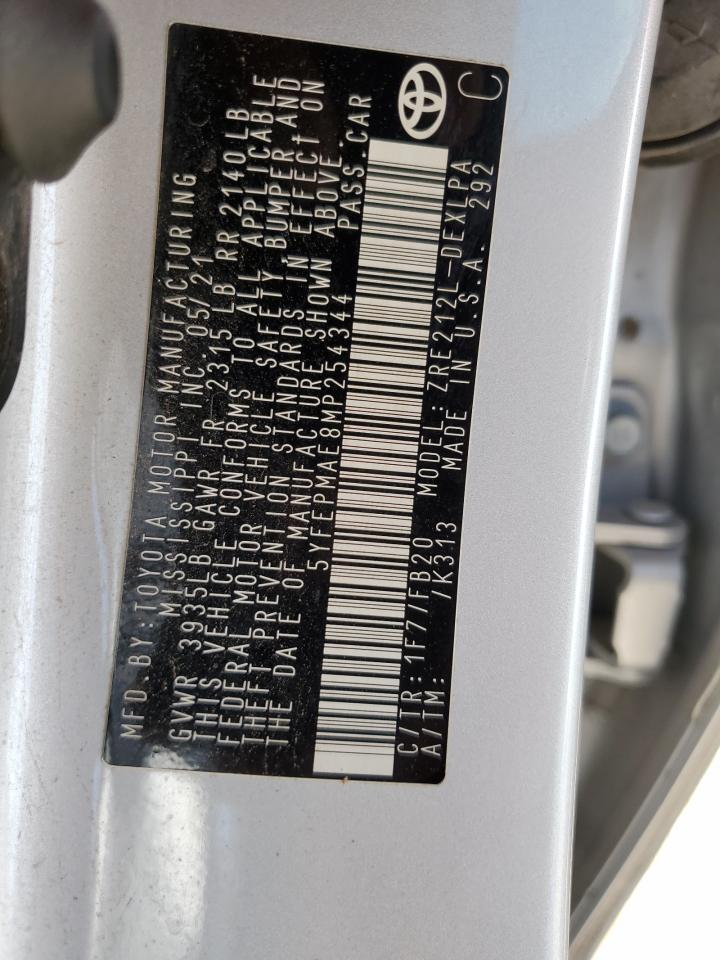 MFD.BY:TOYOTA MOTOR MANUFACTURING
MISSISSIPPI INC. 05/21
GVWR 3935LB GAWR FR 2315 LB RR 2140LB
THIS VEHICLE CONFORMS TO ALL APPLICABLE
FEDERAL MOTOR VEHICLE SAFETY BUMPER AND
THEFT PREVENTION STANDARDS IN EFFECT ON
THE DATE OF MANUFACTURE SHOWN ABOVE.
5YFEPMAE8MP254344 PASS.CAR
C/TR:1F7/FB20 MODEL:ZRE212L-DEXLPA
A/TM: /K313 MADE IN U.S.A. 292 C